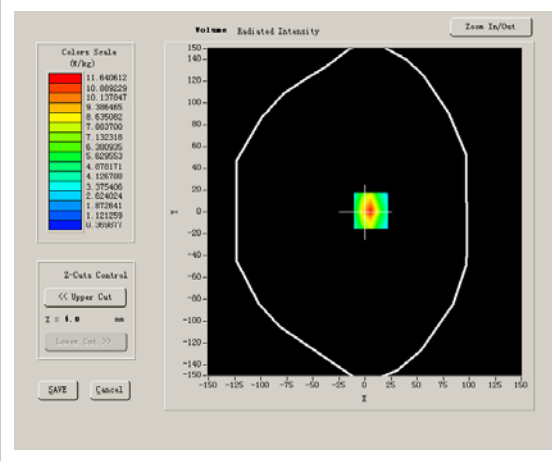 Volume Radiated Intensity
Zoom In/Out
Colors Scale
(W/kg)
11.640612
10.889229
10.137847
9.386465
8.635082
7.883700
7.132318
6.380935
5.629553
4.878171
4.126788
3.375406
2.624024
1.872641
1.121259
0.369877
Z-Cuts Control
<< Upper Cut
Z = 4.0 mm
Lower Cut >>
SAVE
Cancel
150
140
120
100
80
60
40
20
0
-20
-40
-60
-80
-100
-120
-140
-150
Y
-150 -125 -100 -75 -50 -25 0 25 50 75 100 125 150
X